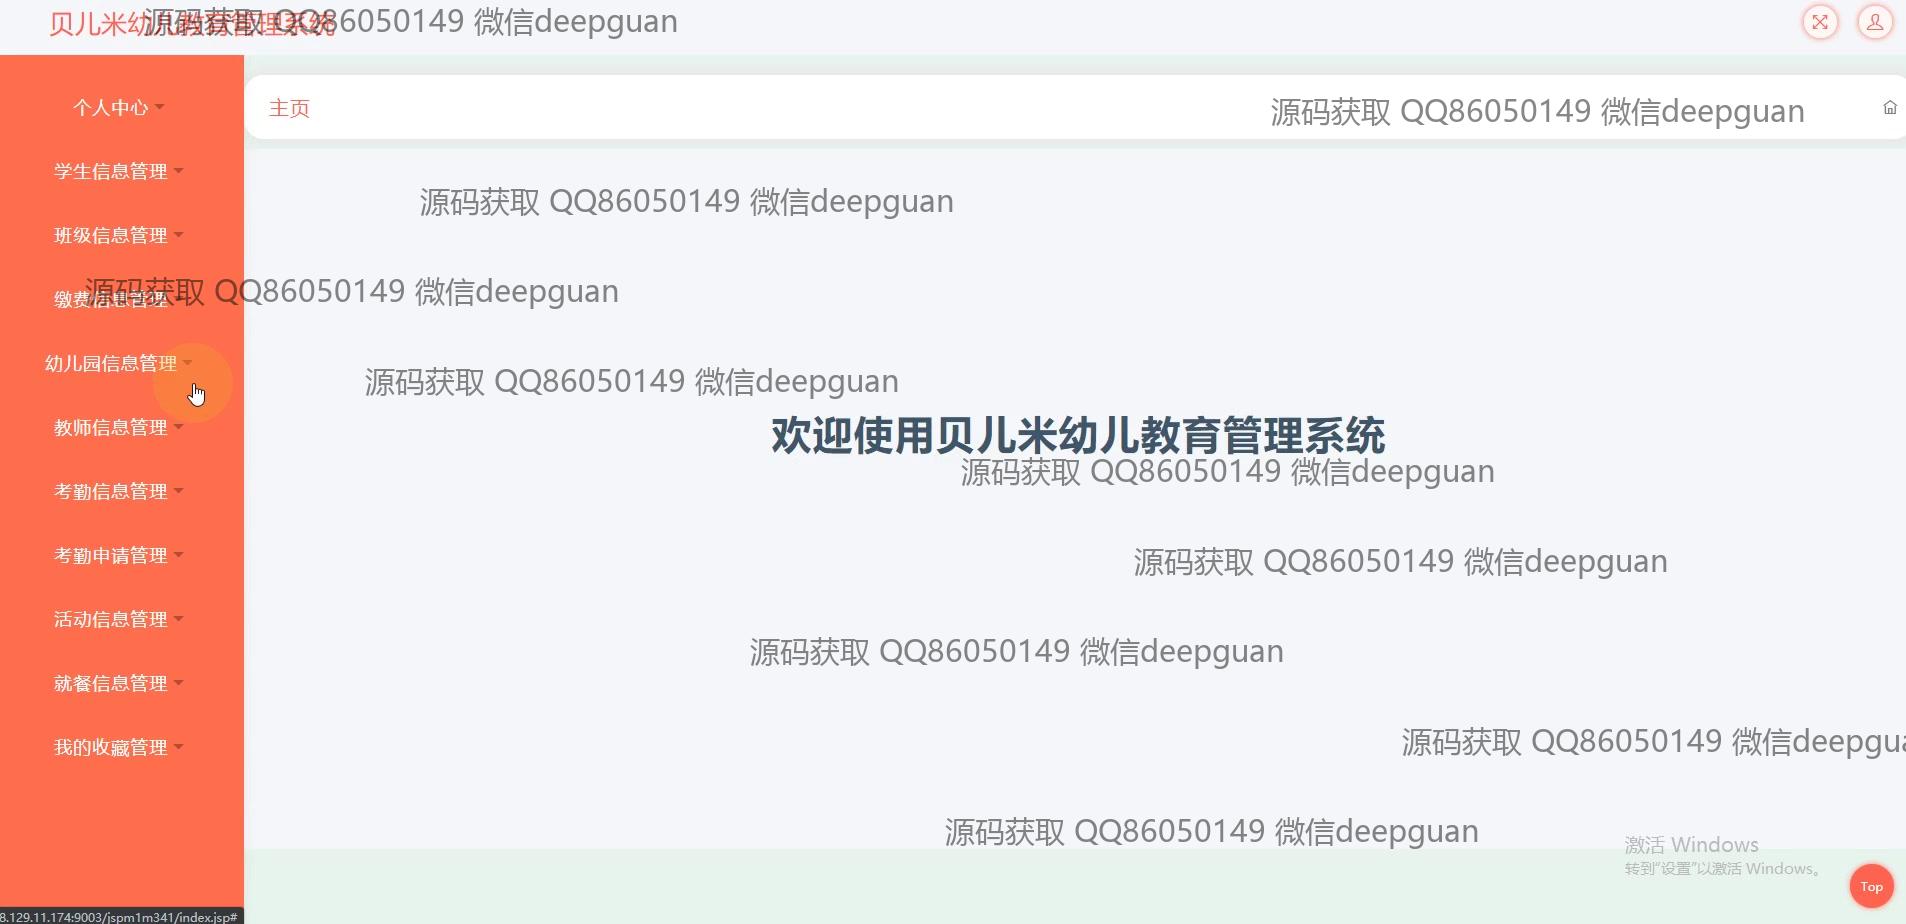 贝儿米幼儿教育管理系统
源码获取 QQ86050149 微信deepguan
个人中心
主页
源码获取 QQ86050149 微信deepguan
学生信息管理
源码获取 QQ86050149 微信deepguan
班级信息管理
源码获取 QQ86050149 微信deepguan
缴费信息管理
幼儿园信息管理
源码获取 QQ86050149 微信deepguan
教师信息管理
欢迎使用贝儿米幼儿教育管理系统
源码获取 QQ86050149 微信deepguan
考勤信息管理
考勤申请管理
源码获取 QQ86050149 微信deepguan
活动信息管理
源码获取 QQ86050149 微信deepguan
就餐信息管理
我的收藏管理
源码获取 QQ86050149 微信deepgua
源码获取 QQ86050149 微信deepguan
激活 Windows
转到"设置"以激活 Windows。
Top
8.129.11.174:9003/jspm1m341/index.jsp#